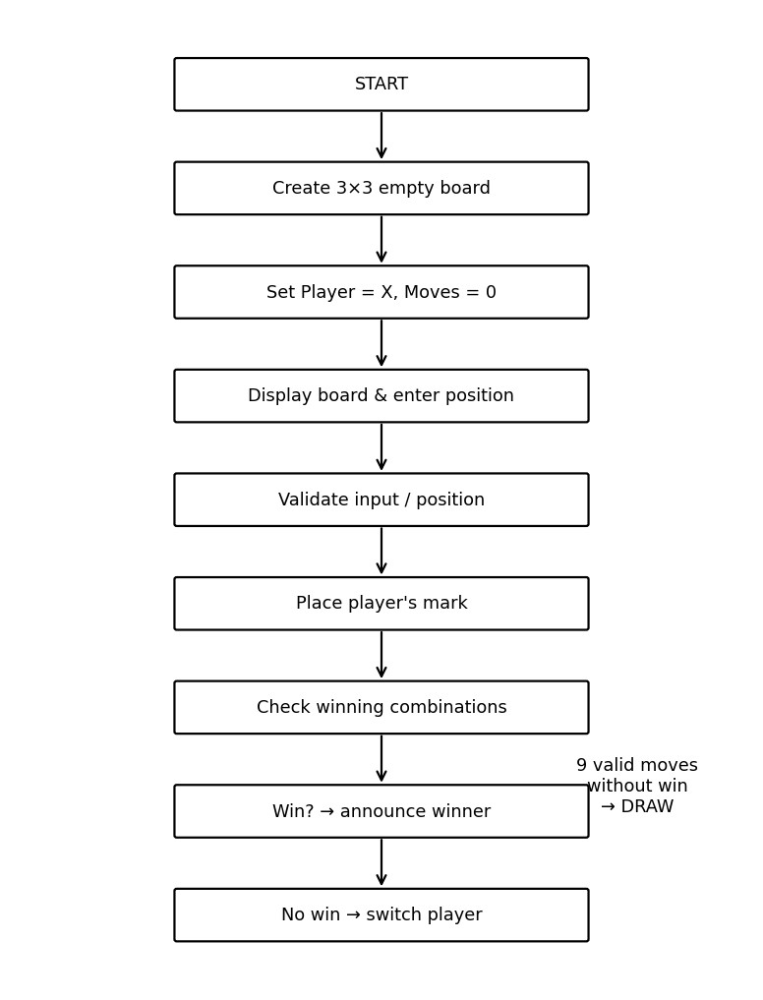 START
Create 3×3 empty board
Set Player = X, Moves = 0
Display board & enter position
Validate input / position
Place player's mark
Check winning combinations
9 valid moves
without win
→ DRAW
Win? → announce winner
No win → switch player